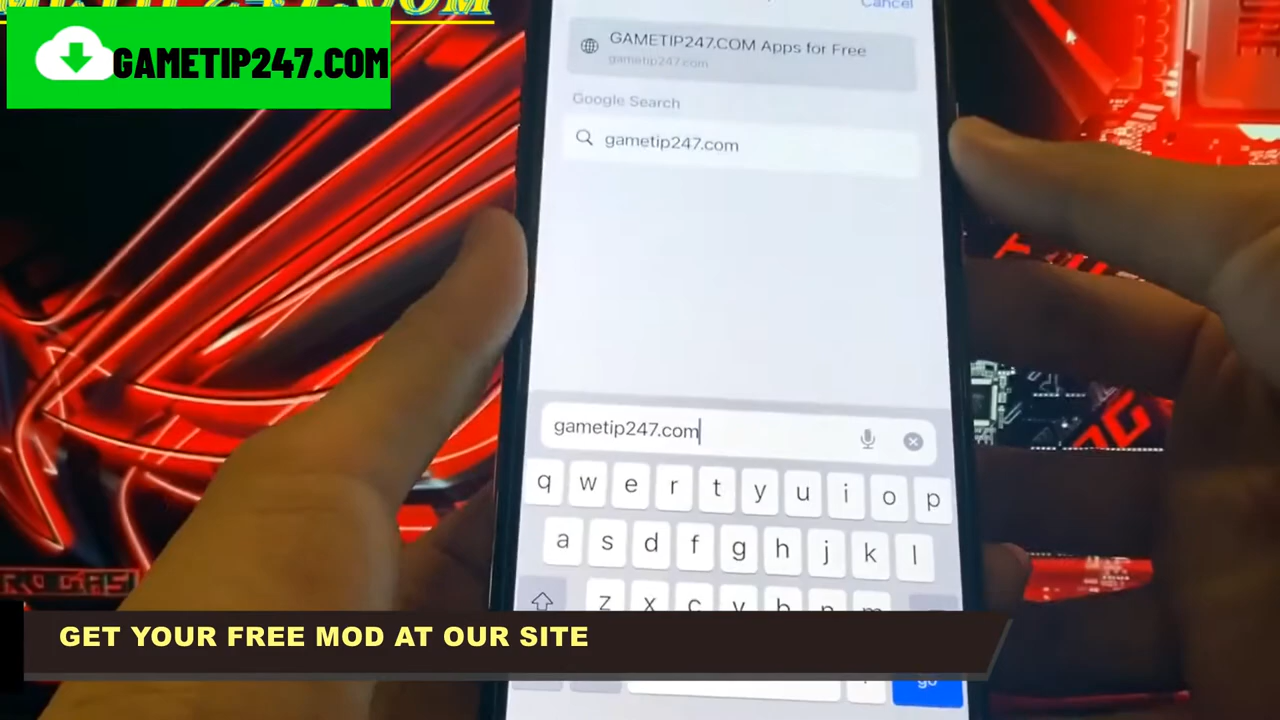 Cancel
GAMETIP247.COM
GAMETIP247.COM Apps for Free
gametip247.com
Google Search
gametip247.com
gametip247.com
q w e r t y u i o p
a s d f g h j k l
z x c v b n m
GET YOUR FREE MOD AT OUR SITE
go